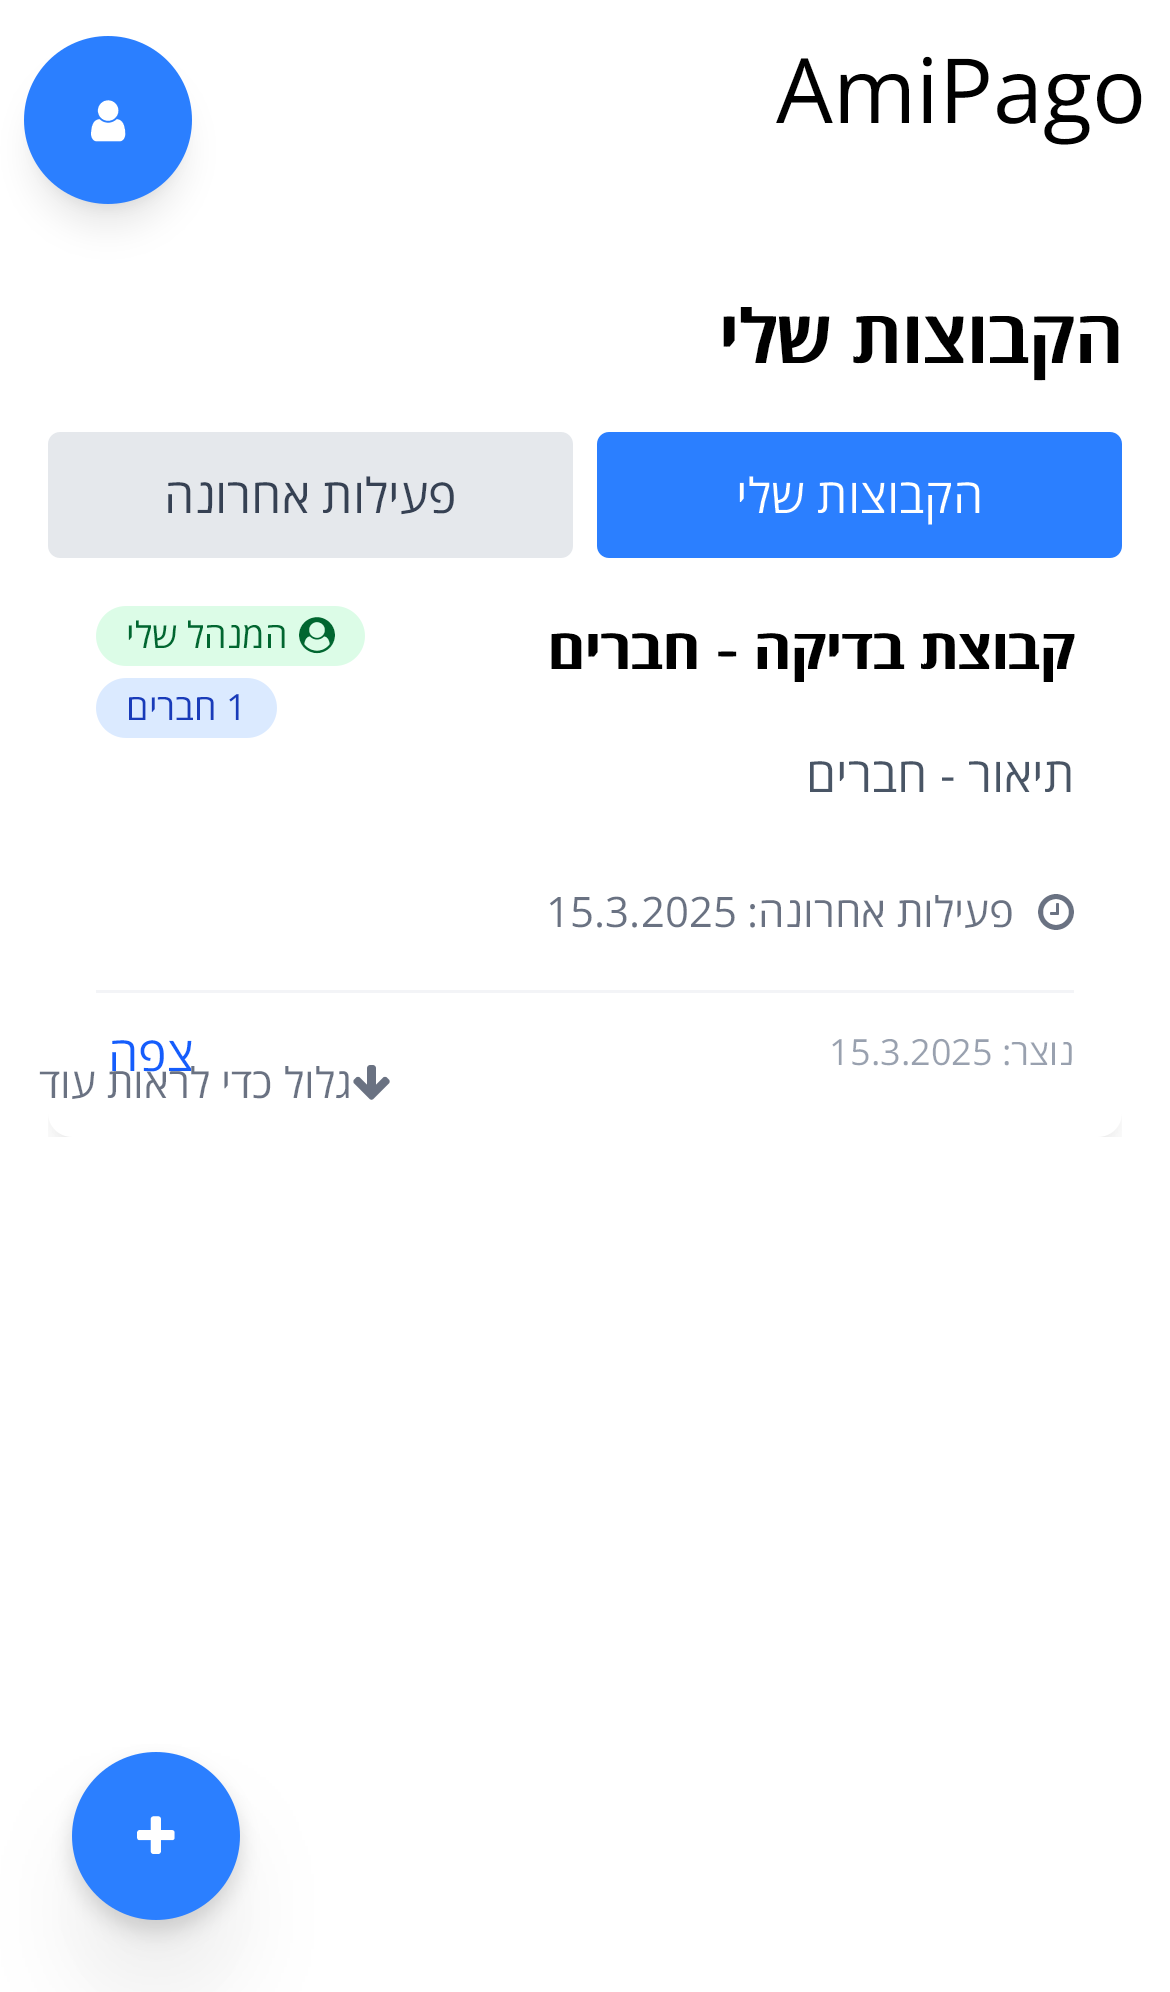 AmiPago
הקבוצות שלי
הקבוצות שלי
פעילות אחרונה
קבוצת בדיקה - חברים
המנהל שלי
1 חברים
תיאור - חברים
פעילות אחרונה: 15.3.2025
נוצר: 15.3.2025
צפה
גלול כדי לראות עוד